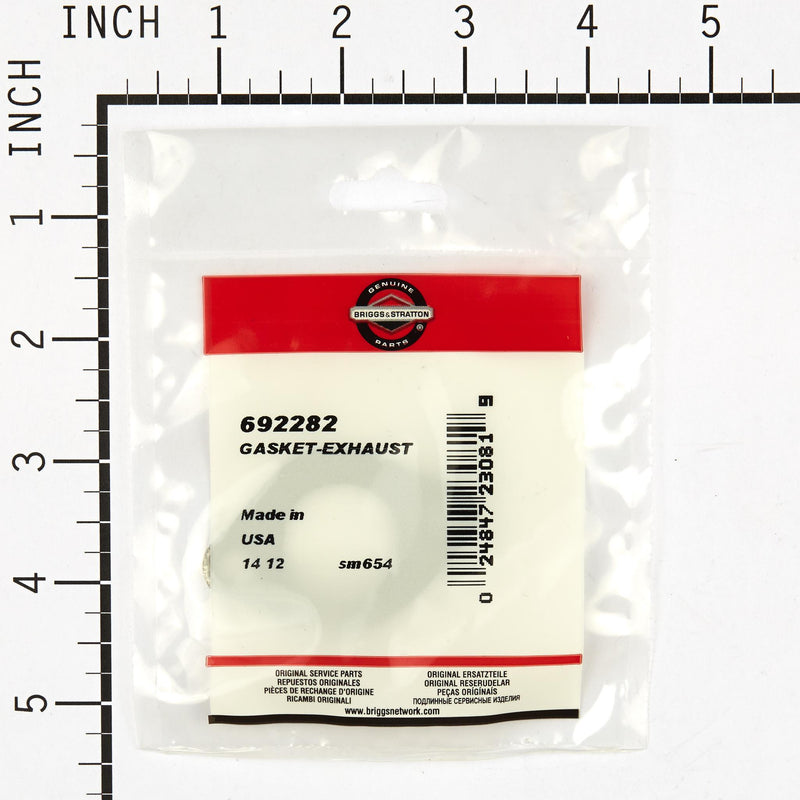 INCH 1 2 3 4 5
INCH
1
2
3
4
5
GENUINE
BRIGGS & STRATTON
®
PARTS
692282
GASKET-EXHAUST
Made in
USA
14 12 sm654
0 24847 23081 9
ORIGINAL SERVICE PARTS
REPUESTOS ORIGINALES
PIÈCES DE RECHANGE D'ORIGINE
RICAMBI ORIGINALI
ORIGINAL ERSATZTEILE
ORIGINAL RESERUDELAR
PEÇAS ORIGINAIS
ПОДЛИННЫЕ СЕРВИСНЫЕ ИЗДЕЛИЯ
www.briggsnetwork.com